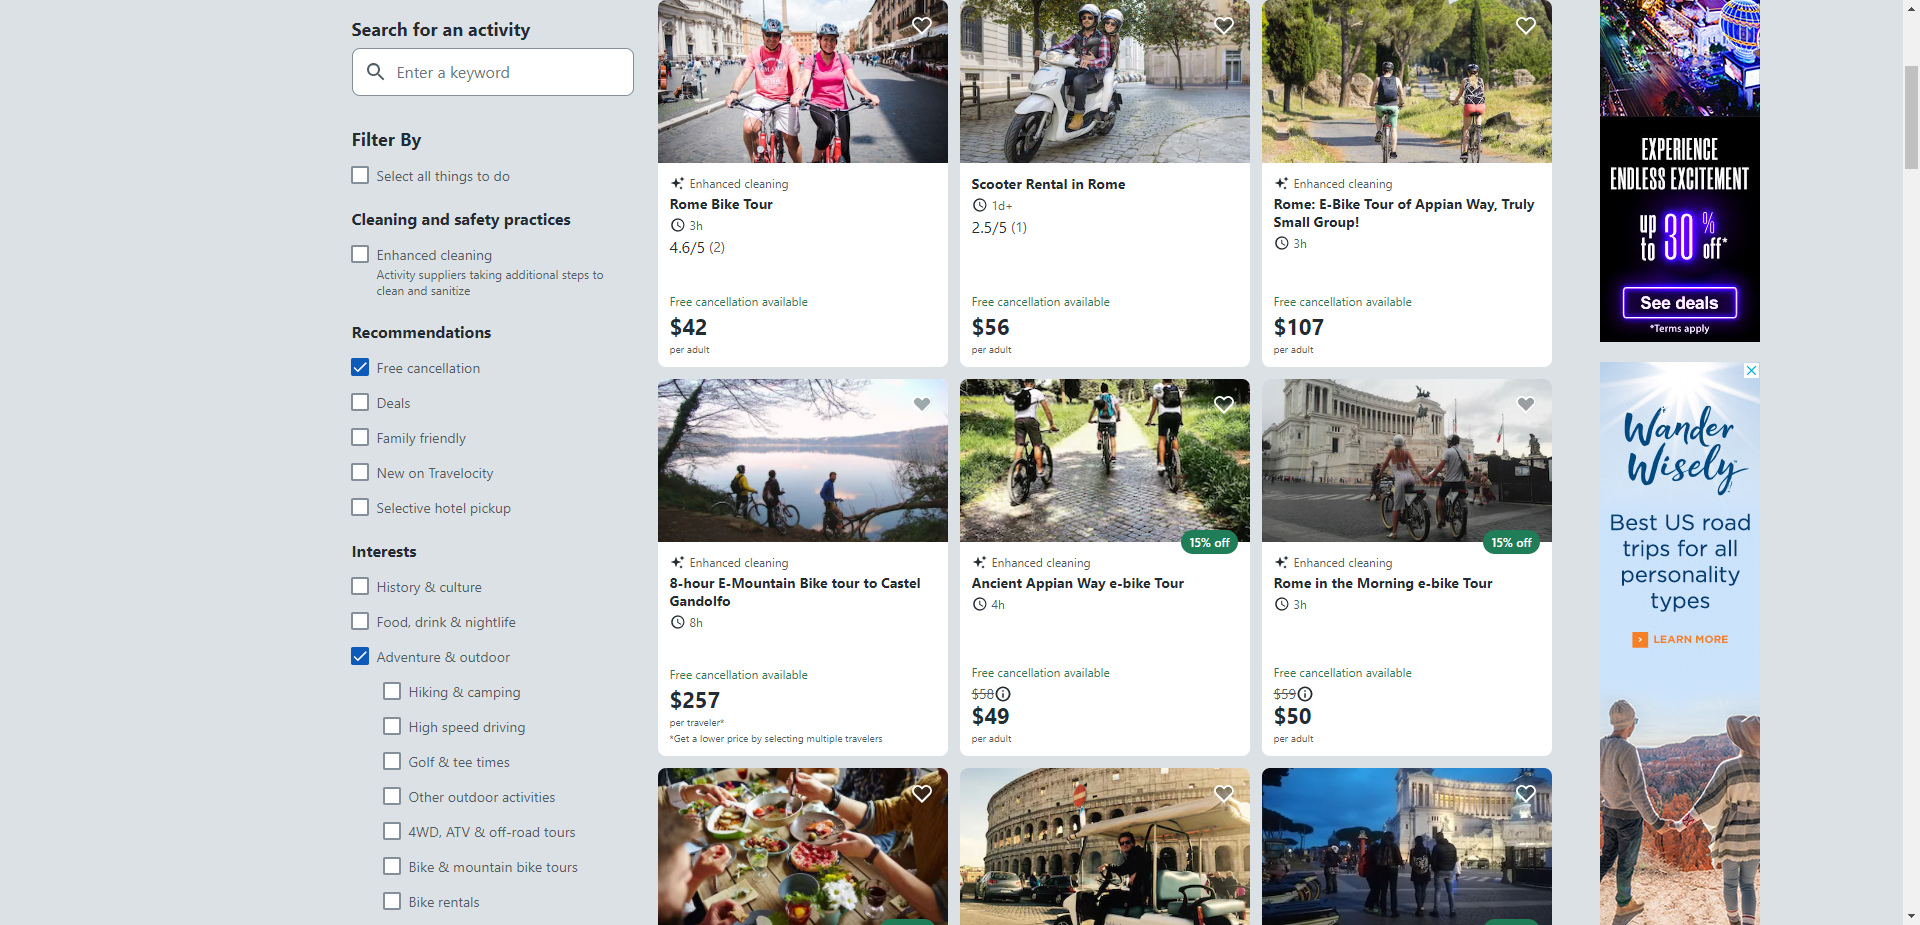 Search for an activity
Enter a keyword
Filter By
Select all things to do
Cleaning and safety practices
Enhanced cleaning
Activity suppliers taking additional steps to
clean and sanitize
Recommendations
Free cancellation
Deals
Family friendly
New on Travelocity
Selective hotel pickup
Interests
History & culture
Food, drink & nightlife
Adventure & outdoor
Hiking & camping
High speed driving
Golf & tee times
Other outdoor activities
4WD, ATV & off-road tours
Bike & mountain bike tours
Bike rentals
Enhanced cleaning
Rome Bike Tour
3h
4.6/5 (2)
Free cancellation available
$42
per adult
Scooter Rental in Rome
1d+
2.5/5 (1)
Free cancellation available
$56
per adult
Enhanced cleaning
Rome: E-Bike Tour of Appian Way, Truly
Small Group!
3h
Free cancellation available
$107
per adult
Enhanced cleaning
8-hour E-Mountain Bike tour to Castel
Gandolfo
8h
Free cancellation available
$257
per traveler*
*Get a lower price by selecting multiple travelers
15% off
Enhanced cleaning
Ancient Appian Way e-bike Tour
4h
Free cancellation available
$58
$49
per adult
15% off
Enhanced cleaning
Rome in the Morning e-bike Tour
3h
Free cancellation available
$59
$50
per adult
EXPERIENCE
ENDLESS EXCITEMENT
up to 30% off*
See deals
*Terms apply
Wander
Wisely
Best US road
trips for all
personality
types
LEARN MORE